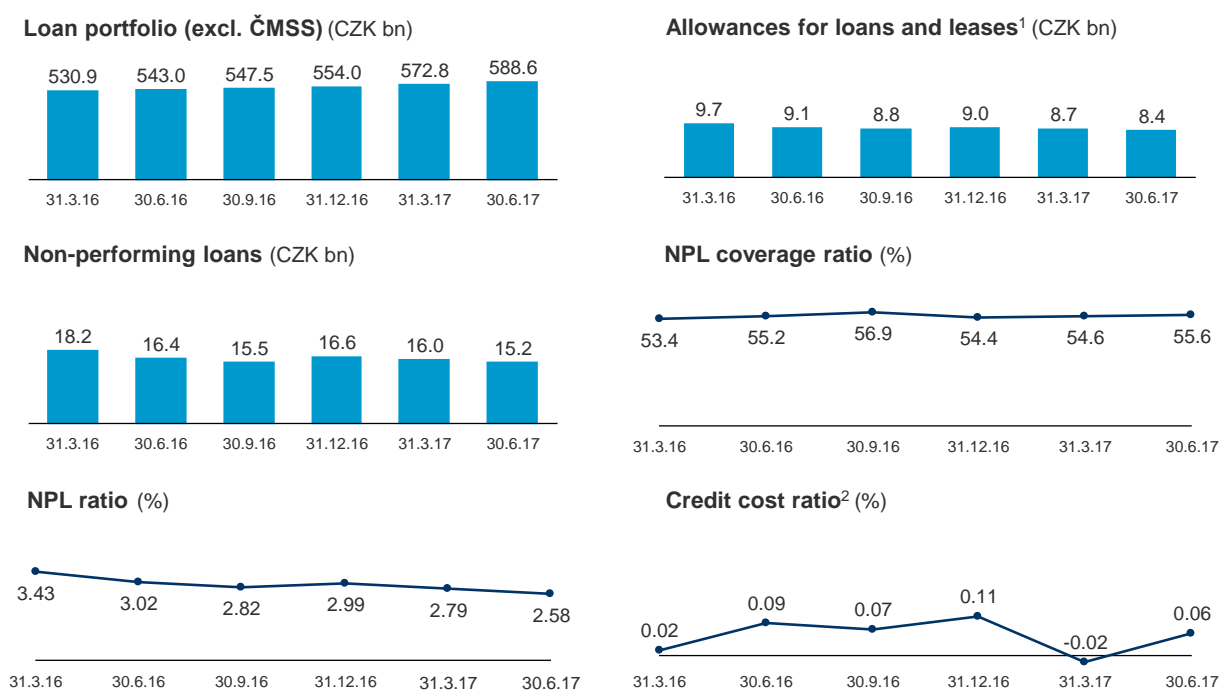 Loan portfolio (excl. ČMSS) (CZK bn)
530.9 543.0 547.5 554.0 572.8 588.6
31.3.16 30.6.16 30.9.16 31.12.16 31.3.17 30.6.17
Allowances for loans and leases¹ (CZK bn)
9.7 9.1 8.8 9.0 8.7 8.4
31.3.16 30.6.16 30.9.16 31.12.16 31.3.17 30.6.17
Non-performing loans (CZK bn)
18.2 16.4 15.5 16.6 16.0 15.2
31.3.16 30.6.16 30.9.16 31.12.16 31.3.17 30.6.17
NPL coverage ratio (%)
53.4 55.2 56.9 54.4 54.6 55.6
31.3.16 30.6.16 30.9.16 31.12.16 31.3.17 30.6.17
NPL ratio (%)
3.43 3.02 2.82 2.99 2.79 2.58
31.3.16 30.6.16 30.9.16 31.12.16 31.3.17 30.6.17
Credit cost ratio² (%)
0.02 0.09 0.07 0.11 -0.02 0.06
31.3.16 30.6.16 30.9.16 31.12.16 31.3.17 30.6.17